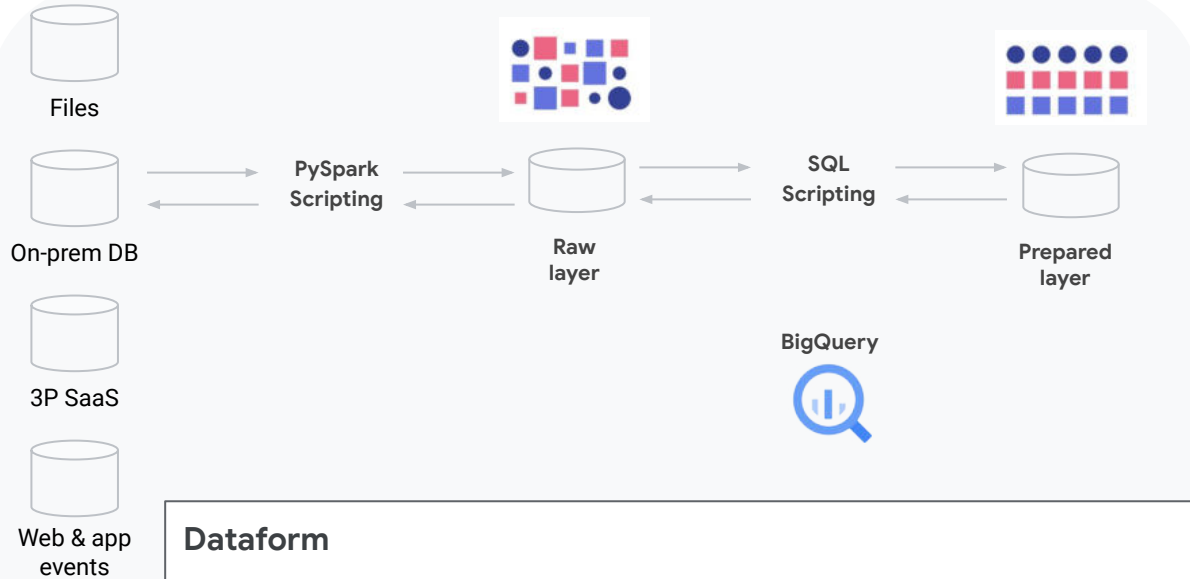 Files
On-prem DB
3P SaaS
Web & app
events
PySpark
Scripting
Raw
layer
SQL
Scripting
Prepared
layer
BigQuery
Dataform